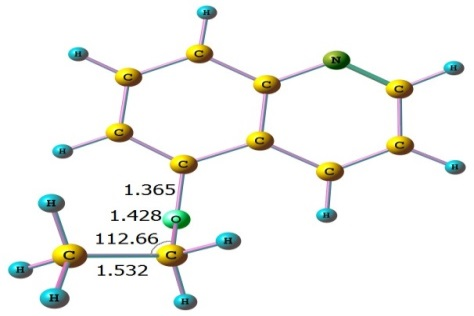 H
H C N H
C C C
C C C
H C C H
1.365 H
H 1.428 O
112.66 H
C C
H 1.532
H H